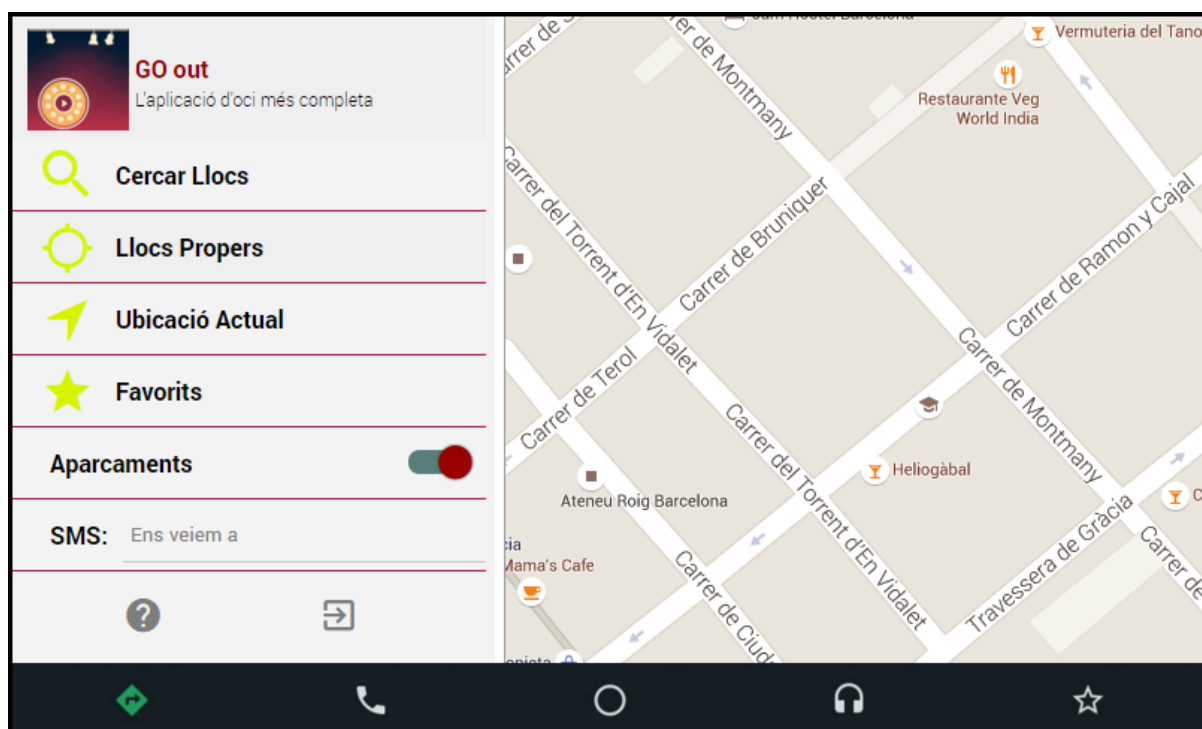 GO out
L'aplicació d'oci més completa
Cercar Llocs
Llocs Propers
Ubicació Actual
Favorits
Aparcaments
SMS: Ens veiem a
Vermuteria del Tano
Restaurante Veg
World India
Carrer de Montmany
Carrer de Bruniquer
Carrer del Torrent d'En Vidalet
Carrer de Ramon y Cajal
Carrer de Terol
Carrer de Montmany
Carrer del Torrent d'En Vidalet
Heliogàbal
Ateneu Roig Barcelona
Travessera de Gràcia
Mama's Cafe
Carrer de